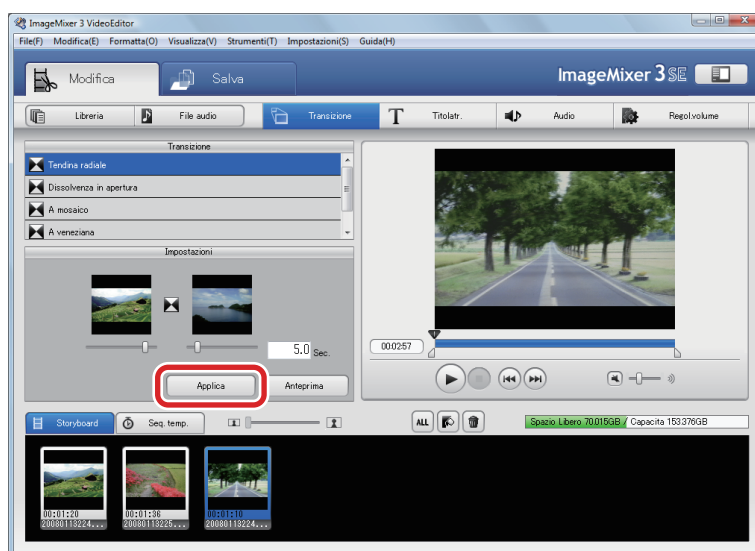 ImageMixer 3 VideoEditor
File(F) Modifica(E) Formatta(O) Visualizza(V) Strumenti(T) Impostazioni(S) Guida(H)
Modifica
Salva
ImageMixer 3 SE
Libreria
File audio
Transizione
T
Titolatr.
Audio
Regol.volume
Transizione
Tendina radiale
Dissolvenza in apertura
A mosaico
A veneziana
Impostazioni
5.0 Sec.
Applica
Anteprima
00:02:57
Storyboard
Seq. temp.
ALL
Spazio Libero 70.015GB / Capacita 153.376GB
00:01:20
20080113224...
00:01:36
20080113225...
00:01:10
20080113224...